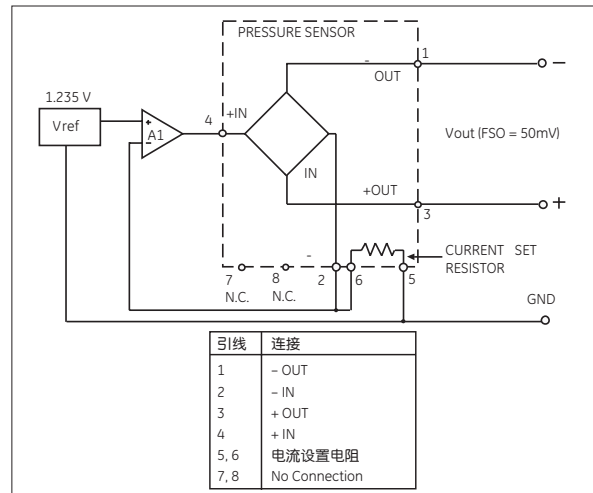 PRESSURE SENSOR
1
-
OUT
−
1.235 V
Vref
+
−
A1
4
+IN
IN
Vout (FSO = 50mV)
+OUT
3
+
-
7
N.C.
8
N.C.
2
6
5
CURRENT SET
RESISTOR
GND
引线 连接
1 – OUT
2 – IN
3 + OUT
4 + IN
5, 6 电流设置电阻
7, 8 No Connection